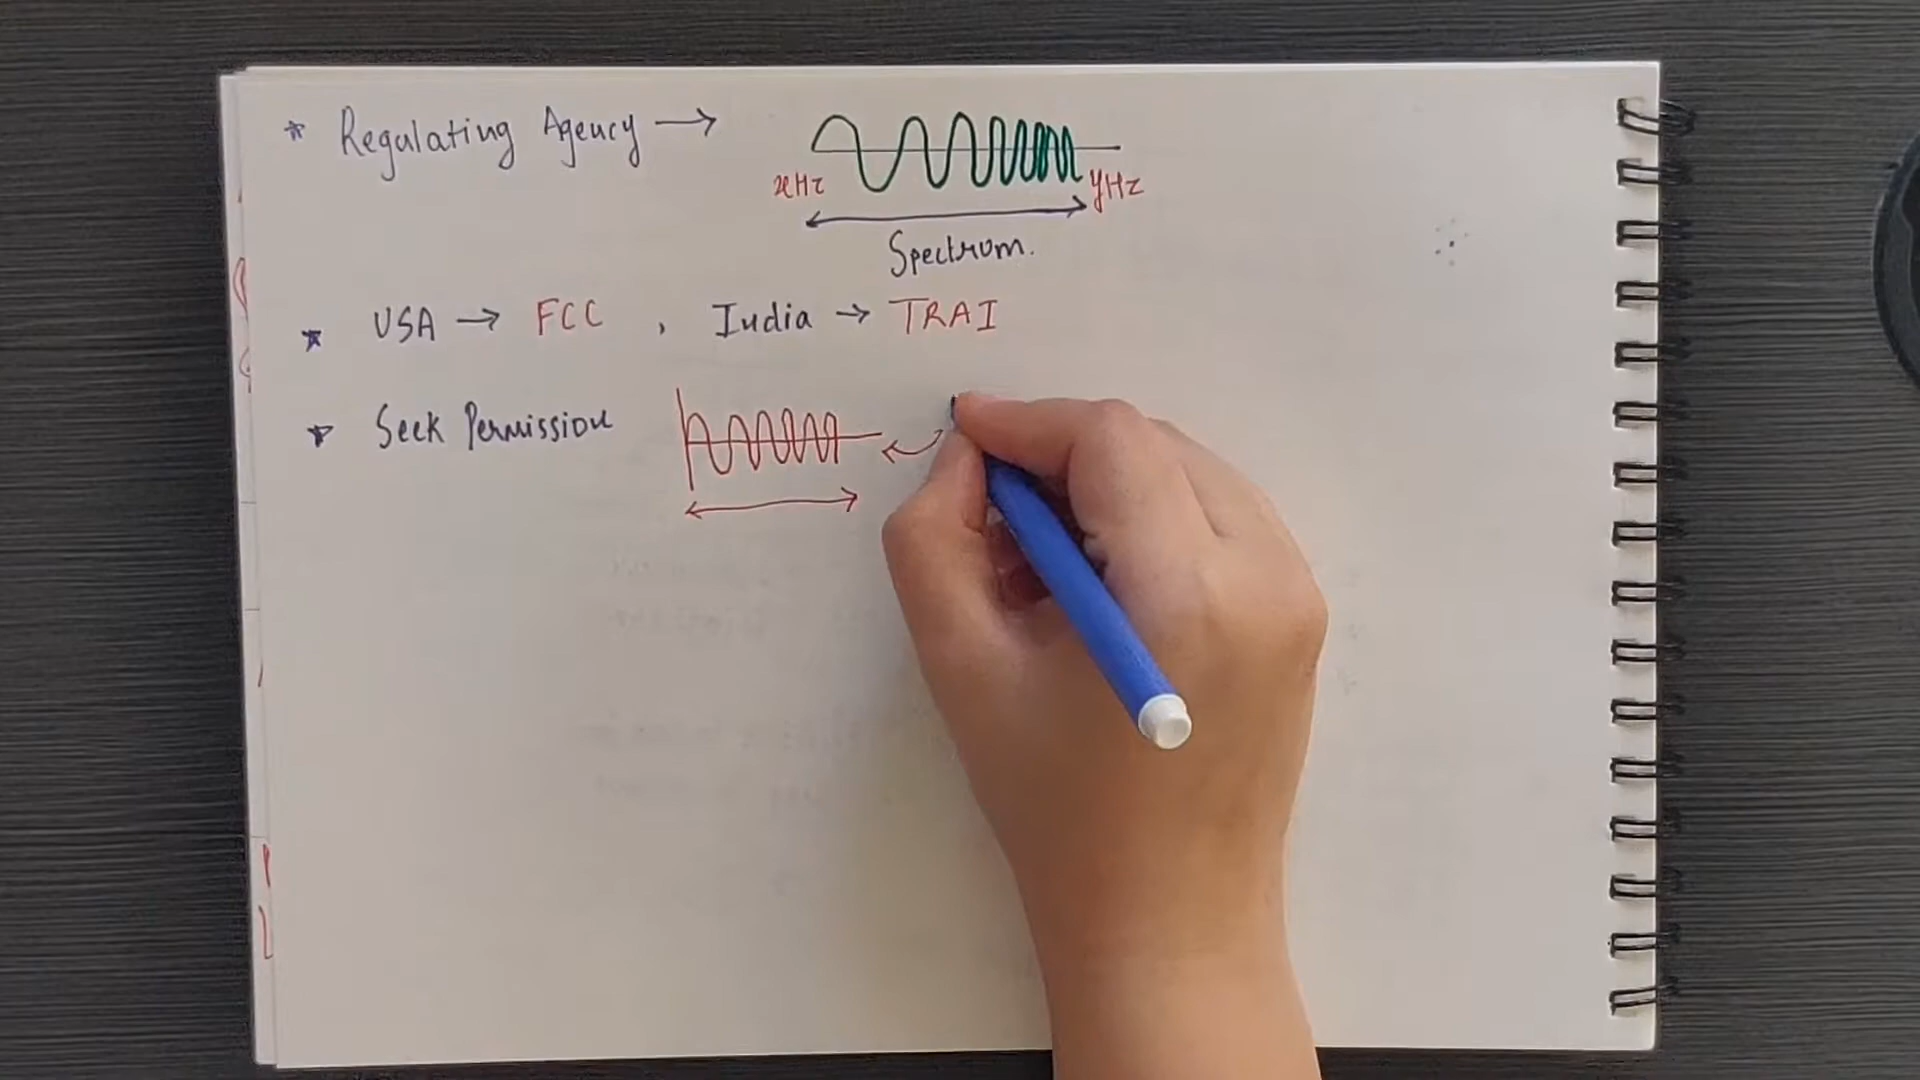 * Regulating Agency →
xHz yHz
Spectrum.
* USA → FCC , India → TRAI
* Seek Permission